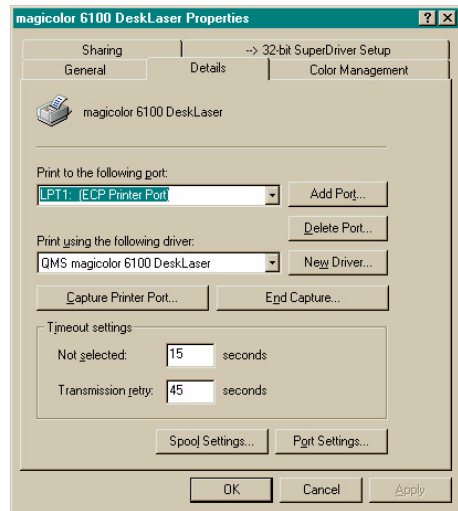 magicolor 6100 DeskLaser Properties
Sharing --> 32-bit SuperDriver Setup
General Details Color Management
magicolor 6100 DeskLaser
Print to the following port:
LPT1: (ECP Printer Port) Add Port...
Delete Port...
Print using the following driver:
QMS magicolor 6100 DeskLaser New Driver...
Capture Printer Port... End Capture...
Timeout settings
Not selected: 15 seconds
Transmission retry: 45 seconds
Spool Settings... Port Settings...
OK Cancel Apply